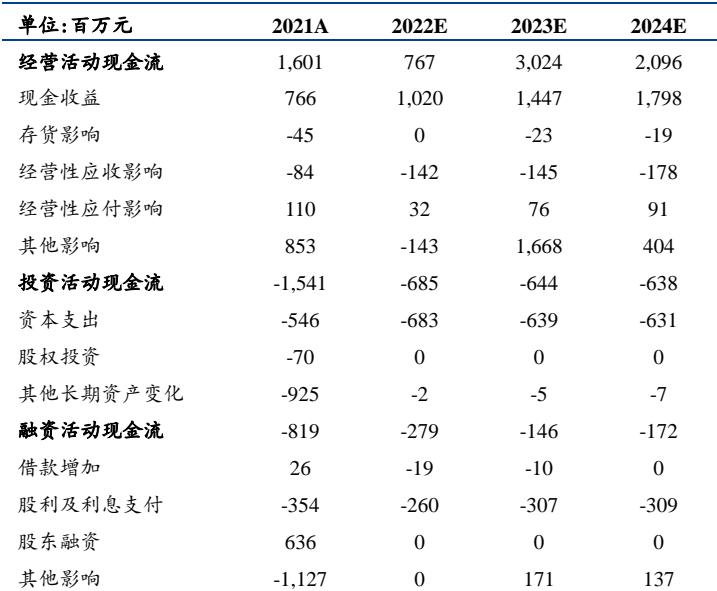 单位:百万元 2021A 2022E 2023E 2024E
经营活动现金流 1,601 767 3,024 2,096
现金收益 766 1,020 1,447 1,798
存货影响 -45 0 -23 -19
经营性应收影响 -84 -142 -145 -178
经营性应付影响 110 32 76 91
其他影响 853 -143 1,668 404
投资活动现金流 -1,541 -685 -644 -638
资本支出 -546 -683 -639 -631
股权投资 -70 0 0 0
其他长期资产变化 -925 -2 -5 -7
融资活动现金流 -819 -279 -146 -172
借款增加 26 -19 -10 0
股利及利息支付 -354 -260 -307 -309
股东融资 636 0 0 0
其他影响 -1,127 0 171 137